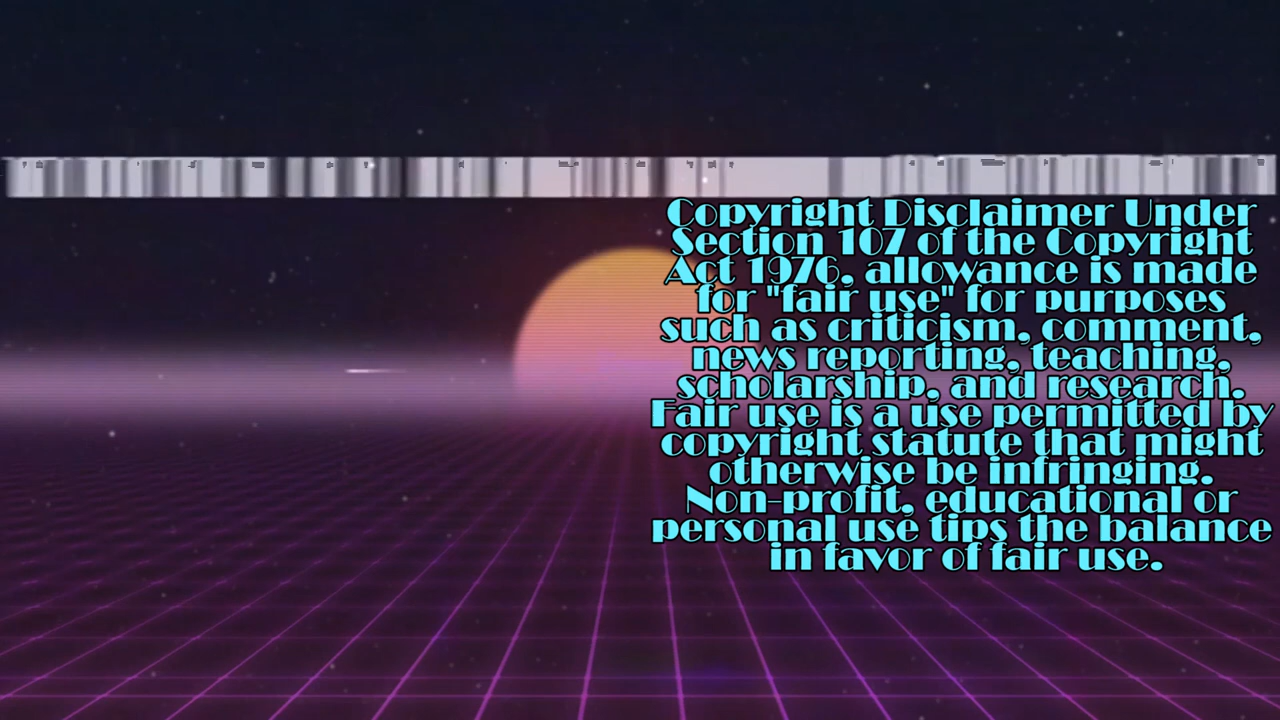 Copyright Disclaimer Under
Section 107 of the Copyright
Act 1976, allowance is made
for "fair use" for purposes
such as criticism, comment,
news reporting, teaching,
scholarship, and research.
Fair use is a use permitted by
copyright statute that might
otherwise be infringing.
Non-profit, educational or
personal use tips the balance
in favor of fair use.